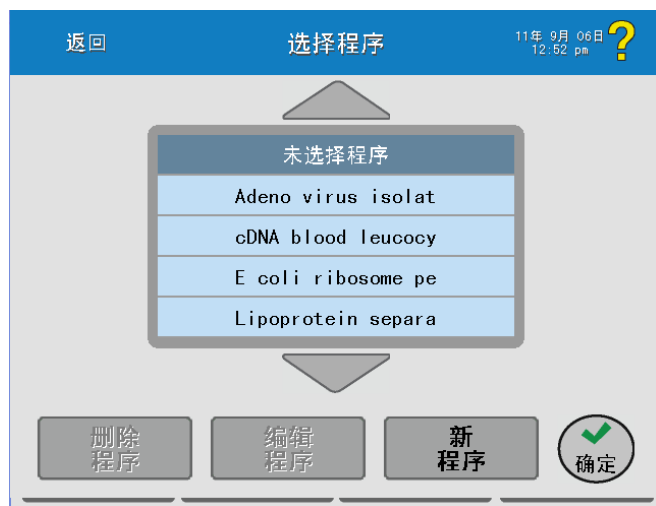 返回
选择程序
11年 9月 06日
12:52 pm
?
未选择程序
Adeno virus isolat
cDNA blood leucocy
E coli ribosome pe
Lipoprotein separa
删除
程序
编辑
程序
新
程序
确定